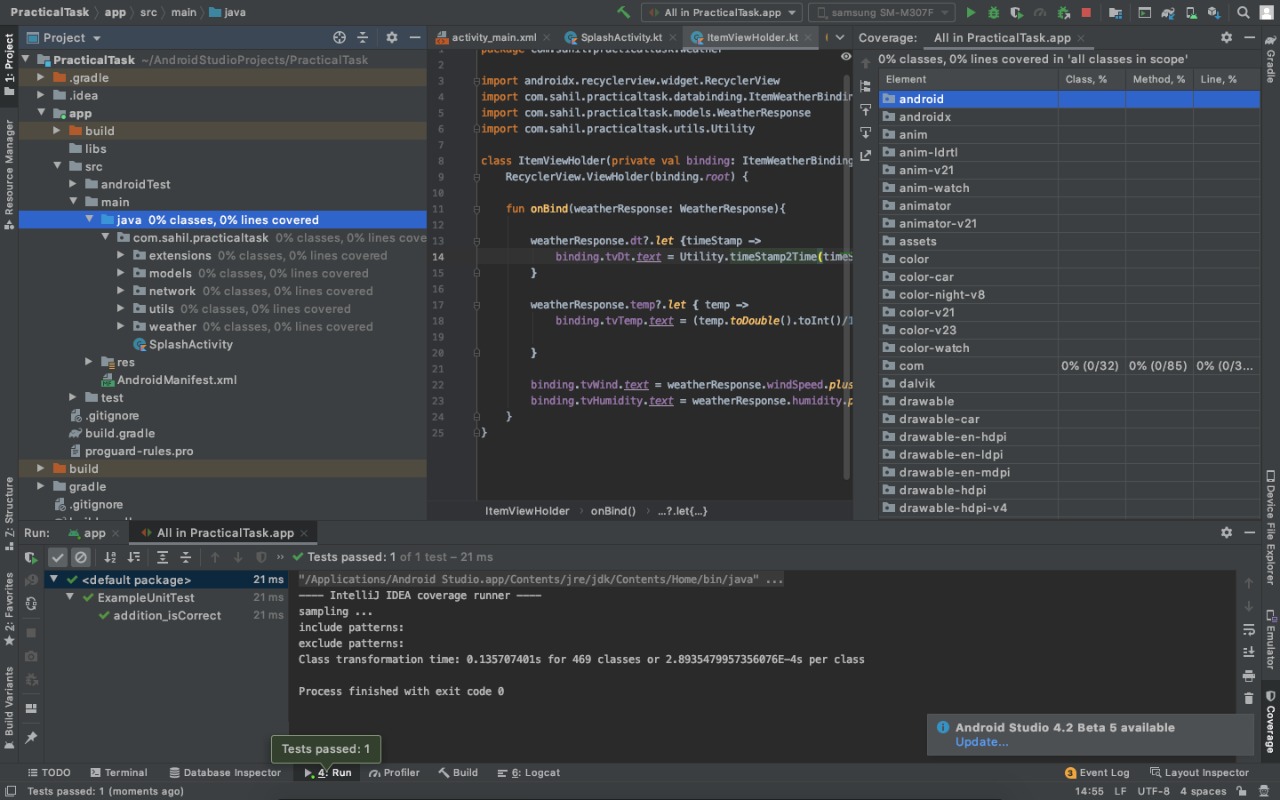 PracticalTask › app › src › main › java
All in PracticalTask.app
samsung SM-M307F
1: Project
Resource Manager
Z: Structure
2: Favorites
Build Variants
Project
PracticalTask ~/AndroidStudioProjects/PracticalTask
.gradle
.idea
app
build
libs
src
androidTest
main
java 0% classes, 0% lines covered
com.sahil.practicaltask 0% classes, 0% lines cove
extensions 0% classes, 0% lines covered
models 0% classes, 0% lines covered
network 0% classes, 0% lines covered
utils 0% classes, 0% lines covered
weather 0% classes, 0% lines covered
SplashActivity
res
AndroidManifest.xml
test
.gitignore
build.gradle
proguard-rules.pro
build
gradle
.gitignore
activity_main.xml
SplashActivity.kt
ItemViewHolder.kt
1 package com.sahil.practicaltask.weather
2
3 import androidx.recyclerview.widget.RecyclerView
4 import com.sahil.practicaltask.databinding.ItemWeatherBindin
5 import com.sahil.practicaltask.models.WeatherResponse
6 import com.sahil.practicaltask.utils.Utility
7
8 class ItemViewHolder(private val binding: ItemWeatherBinding
9 RecyclerView.ViewHolder(binding.root) {
10
11 fun onBind(weatherResponse: WeatherResponse){
12
13 weatherResponse.dt?.let {timeStamp ->
14 binding.tvDt.text = Utility.timeStamp2Time(timeS
15 }
16
17 weatherResponse.temp?.let { temp ->
18 binding.tvTemp.text = (temp.toDouble().toInt()/1
19
20 }
21
22 binding.tvWind.text = weatherResponse.windSpeed.plus
23 binding.tvHumidity.text = weatherResponse.humidity.p
24 }
25 }
ItemViewHolder › onBind() › ...?.let{...}
Coverage: All in PracticalTask.app
0% classes, 0% lines covered in 'all classes in scope'
Element Class, % Method, % Line, %
android
androidx
anim
anim-ldrtl
anim-v21
anim-watch
animator
animator-v21
assets
color
color-car
color-night-v8
color-v21
color-v23
color-watch
com 0% (0/32) 0% (0/85) 0% (0/3...
dalvik
drawable
drawable-car
drawable-en-hdpi
drawable-en-ldpi
drawable-en-mdpi
drawable-hdpi
drawable-hdpi-v4
Gradle
Device File Explorer
Emulator
Coverage
Run: app All in PracticalTask.app
Tests passed: 1 of 1 test – 21 ms
<default package> 21 ms
ExampleUnitTest 21 ms
addition_isCorrect 21 ms
"/Applications/Android Studio.app/Contents/jre/jdk/Contents/Home/bin/java" ...
---- IntelliJ IDEA coverage runner ----
sampling ...
include patterns:
exclude patterns:
Class transformation time: 0.135707401s for 469 classes or 2.8935479957356076E-4s per class
Process finished with exit code 0
Android Studio 4.2 Beta 5 available
Update...
Tests passed: 1
TODO Terminal Database Inspector 4: Run Profiler Build 6: Logcat 3 Event Log Layout Inspector
Tests passed: 1 (moments ago) 14:55 LF UTF-8 4 spaces